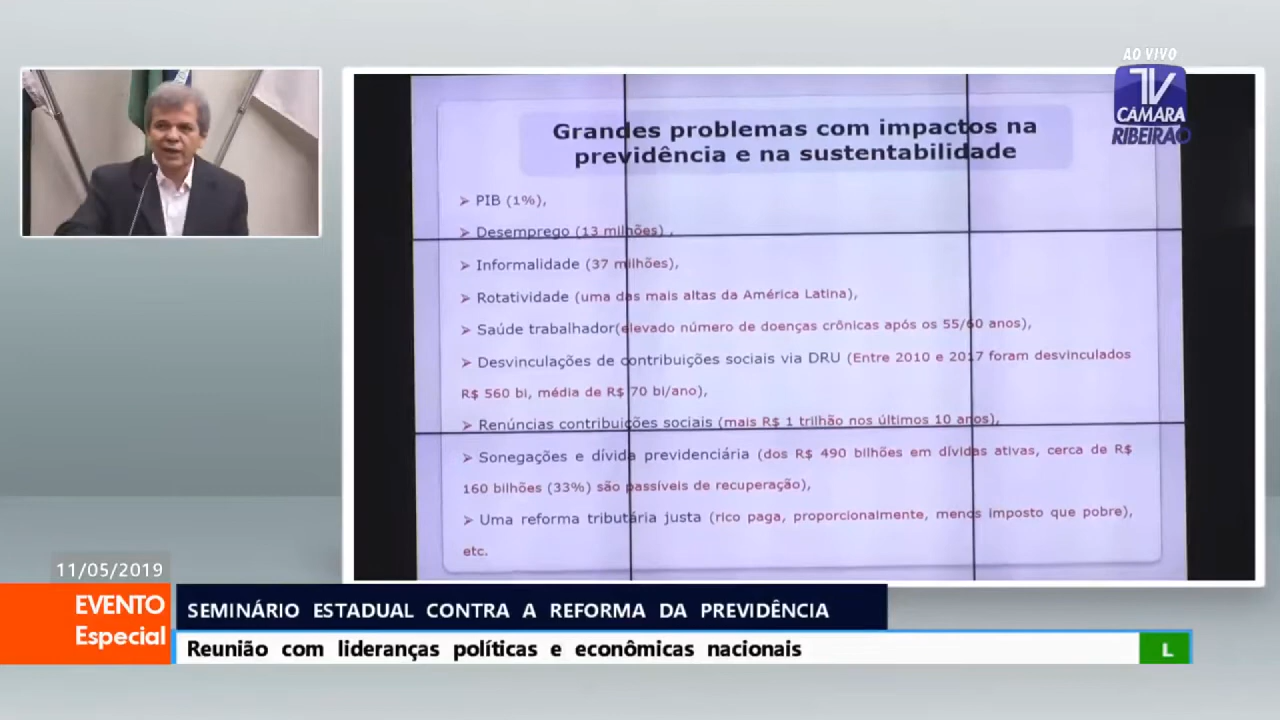 AO VIVO
TV
CÂMARA
RIBEIRÃO
Grandes problemas com impactos na
previdência e na sustentabilidade
➢ PIB (1%),
➢ Desemprego (13 milhões) ,
➢ Informalidade (37 milhões),
➢ Rotatividade (uma das mais altas da América Latina),
➢ Saúde trabalhador(elevado número de doenças crônicas após os 55/60 anos),
➢ Desvinculações de contribuições sociais via DRU (Entre 2010 e 2017 foram desvinculados
R$ 560 bi, média de R$ 70 bi/ano),
➢ Renúncias contribuições sociais (mais R$ 1 trilhão nos últimos 10 anos),
➢ Sonegações e dívida previdenciária (dos R$ 490 bilhões em dívidas ativas, cerca de R$
160 bilhões (33%) são passíveis de recuperação),
➢ Uma reforma tributária justa (rico paga, proporcionalmente, menos imposto que pobre),
etc.
11/05/2019
EVENTO
Especial
SEMINÁRIO ESTADUAL CONTRA A REFORMA DA PREVIDÊNCIA
Reunião com lideranças políticas e econômicas nacionais
L